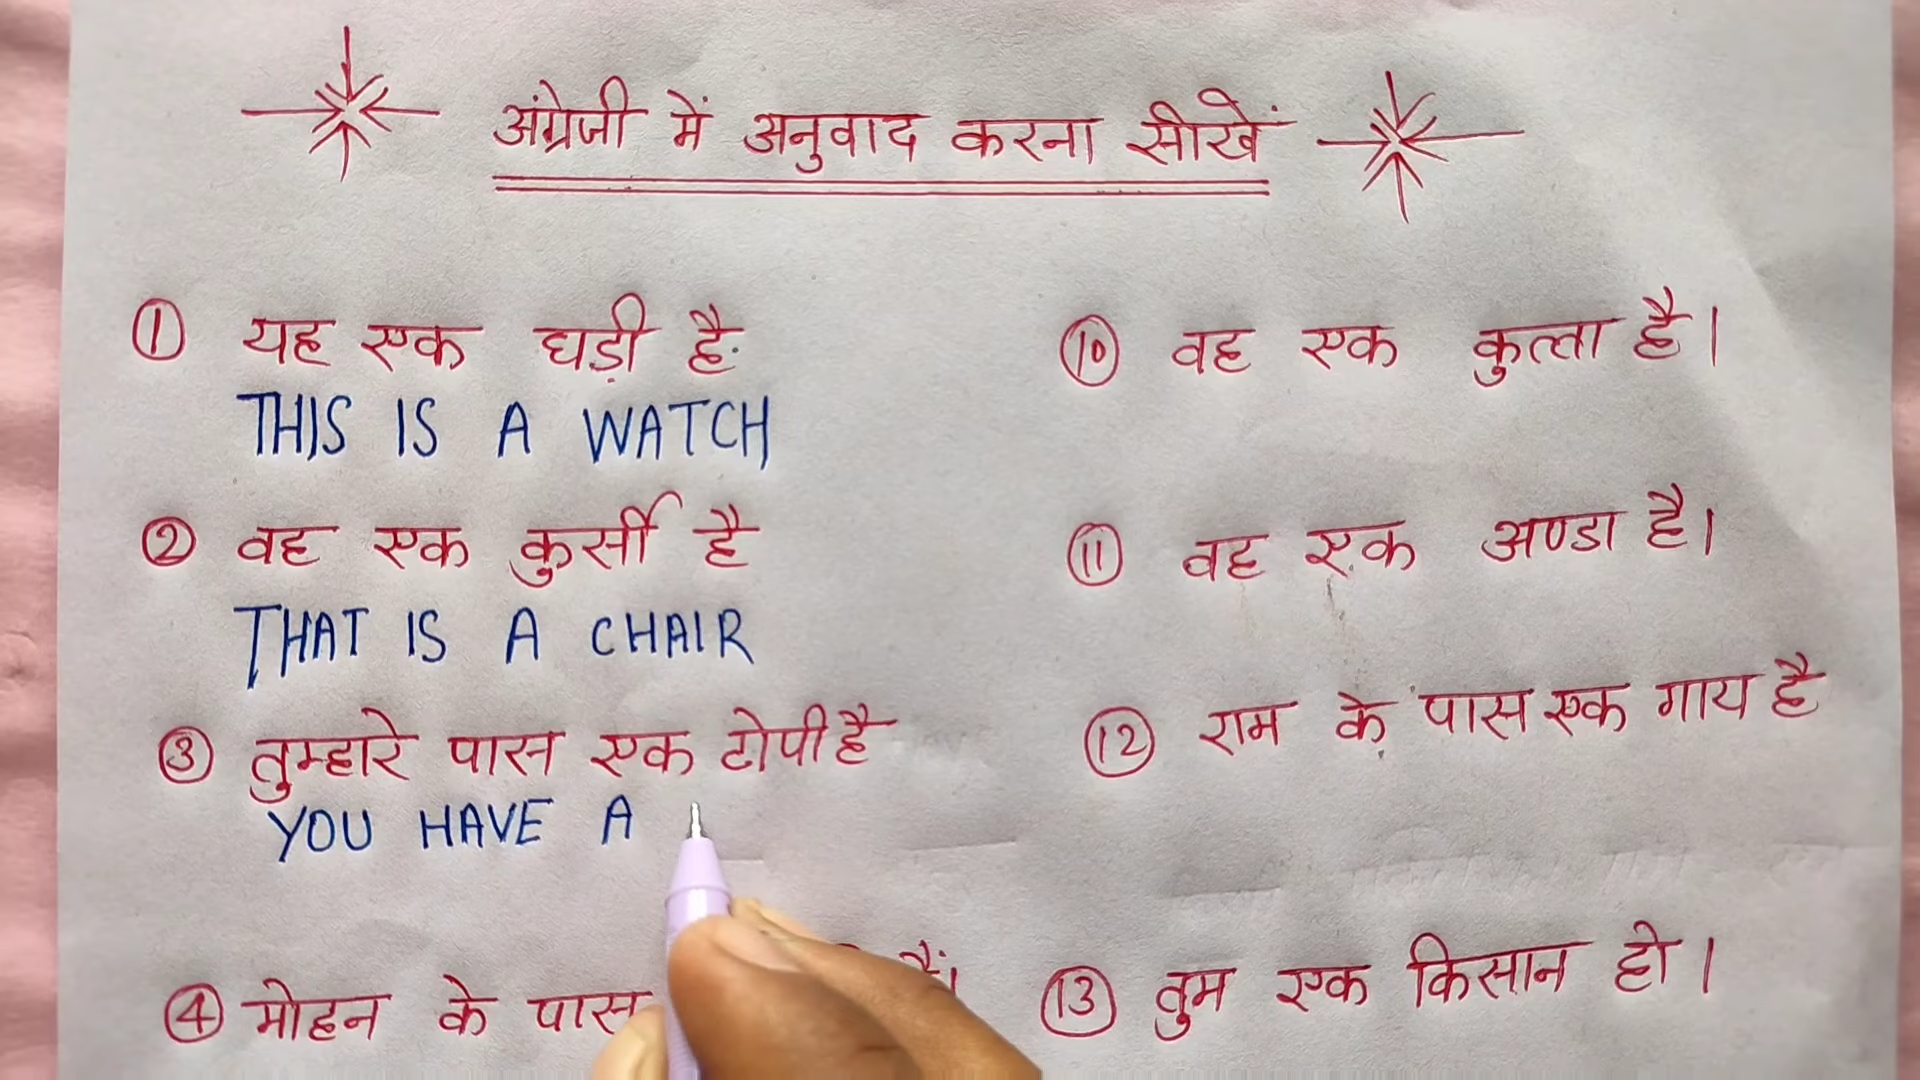 अंग्रेजी में अनुवाद करना सीखें
① यह एक घड़ी है
THIS IS A WATCH
② वह एक कुर्सी है
THAT IS A CHAIR
③ तुम्हारे पास एक टोपी है
YOU HAVE A
④ मोहन के पास हैं।
⑩ वह एक कुत्ता है।
⑪ वह एक अण्डा है।
⑫ राम के पास एक गाय है
⑬ तुम एक किसान हो।